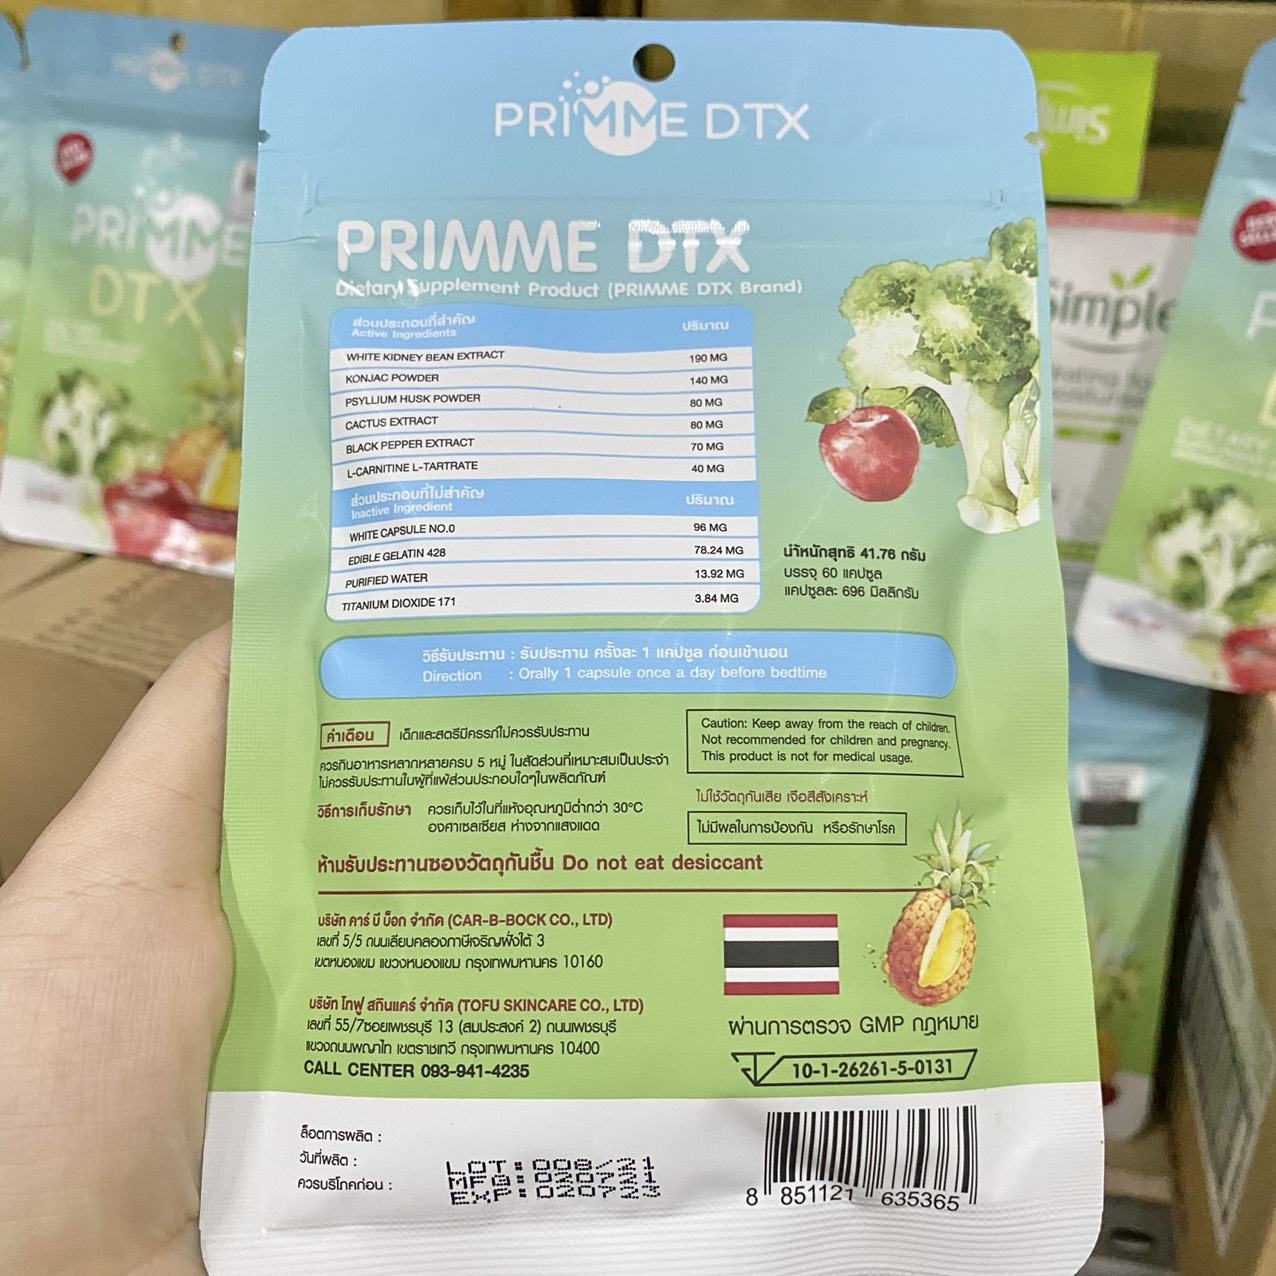 PRIMME DTX
PRIMME DTX
Dietary Supplement Product (PRIMME DTX Brand)
ส่วนประกอบที่สำคัญ ปริมาณ
Active Ingredients
WHITE KIDNEY BEAN EXTRACT 190 MG
KONJAC POWDER 140 MG
PSYLLIUM HUSK POWDER 80 MG
CACTUS EXTRACT 80 MG
BLACK PEPPER EXTRACT 70 MG
L-CARNITINE L-TARTRATE 40 MG
ส่วนประกอบที่ไม่สำคัญ ปริมาณ
Inactive Ingredient
WHITE CAPSULE NO.0 96 MG
EDIBLE GELATIN 428 78.24 MG
PURIFIED WATER 13.92 MG
TITANIUM DIOXIDE 171 3.84 MG
น้ำหนักสุทธิ 41.76 กรัม
บรรจุ 60 แคปซูล
แคปซูลละ 696 มิลลิกรัม
วิธีรับประทาน : รับประทาน ครั้งละ 1 แคปซูล ก่อนเข้านอน
Direction : Orally 1 capsule once a day before bedtime
คำเตือน เด็กและสตรีมีครรภ์ไม่ควรรับประทาน
ควรกินอาหารหลากหลายครบ 5 หมู่ ในสัดส่วนที่เหมาะสมเป็นประจำ
ไม่ควรรับประทานในผู้ที่แพ้ส่วนประกอบใดๆในผลิตภัณฑ์
วิธีการเก็บรักษา ควรเก็บไว้ในที่แห้งอุณหภูมิต่ำกว่า 30°C
องศาเซลเซียส ห่างจากแสงแดด
Caution: Keep away from the reach of children.
Not recommended for children and pregnancy.
This product is not for medical usage.
ไม่ใช้วัตถุกันเสีย เจือสีสังเคราะห์
ไม่มีผลในการป้องกัน หรือรักษาโรค
ห้ามรับประทานซองวัตถุกันชื้น Do not eat desiccant
บริษัท คาร์ บี บ็อก จำกัด (CAR-B-BOCK CO., LTD)
เลขที่ 5/5 ถนนเลียบคลองภาษีเจริญฝั่งใต้ 3
เขตหนองแขม แขวงหนองแขม กรุงเทพมหานคร 10160
บริษัท โทฟู สกินแคร์ จำกัด (TOFU SKINCARE CO., LTD)
เลขที่ 55/7ซอยเพชรบุรี 13 (สมประสงค์ 2) ถนนเพชรบุรี
แขวงถนนพญาไท เขตราชเทวี กรุงเทพมหานคร 10400
CALL CENTER 093-941-4235
ผ่านการตรวจ GMP กฎหมาย
10-1-26261-5-0131
ล็อตการผลิต :
วันที่ผลิต :
ควรบริโภคก่อน :
LOT: 008/21
MFG: 020721
EXP: 020723
8 851121 635365
PRIMME
DTX
Simple